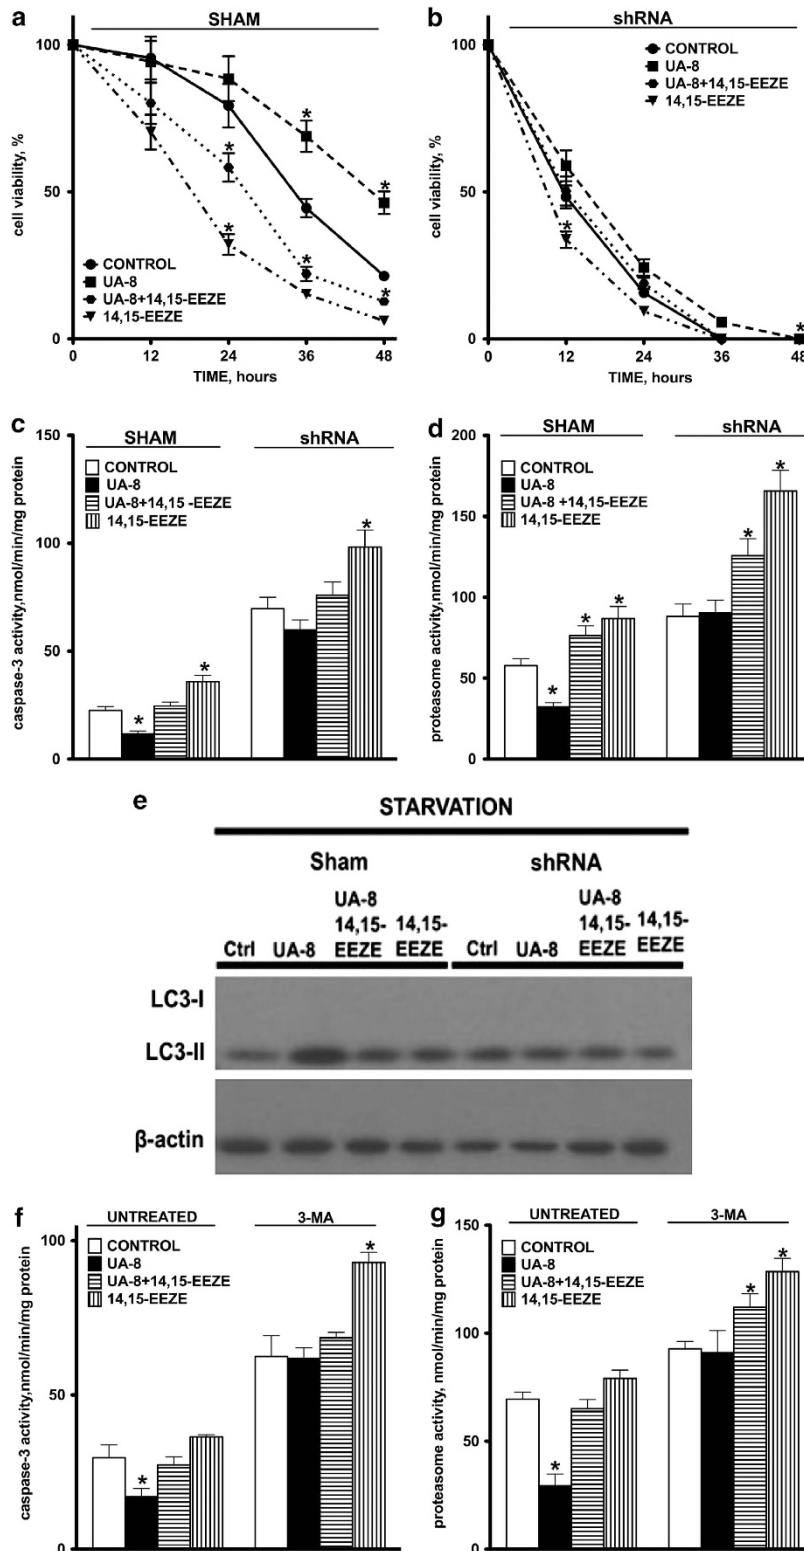 a
SHAM
100
50
0
cell viability, %
*
*
*
*
*
*
*
CONTROL
UA-8
UA-8+14,15-EEZE
14,15-EEZE
0 12 24 36 48
TIME, hours
b
shRNA
100
50
0
cell viability, %
CONTROL
UA-8
UA-8+14,15-EEZE
14,15-EEZE
*
*
0 12 24 36 48
TIME, hours
c
SHAM shRNA
150
100
50
0
caspase-3 activity,nmol/min/mg protein
CONTROL
UA-8
UA-8+14,15 -EEZE
14,15-EEZE
*
*
*
d
SHAM shRNA
200
150
100
50
0
proteasome activity,nmol/min/mg protein
CONTROL
UA-8
UA-8 +14,15-EEZE
14,15-EEZE
*
*
*
*
*
e
STARVATION
Sham shRNA
UA-8 UA-8
14,15- 14,15- 14,15- 14,15-
Ctrl UA-8 EEZE EEZE Ctrl UA-8 EEZE EEZE
LC3-I
LC3-II
β-actin
f
UNTREATED 3-MA
100
50
0
caspase-3 activity,nmol/min/mg protein
CONTROL
UA-8
UA-8+14,15-EEZE
14,15-EEZE
*
*
g
UNTREATED 3-MA
150
100
50
0
proteasome activity, nmol/min/mg protein
CONTROL
UA-8
UA-8+14,15-EEZE
14,15-EEZE
*
*
*